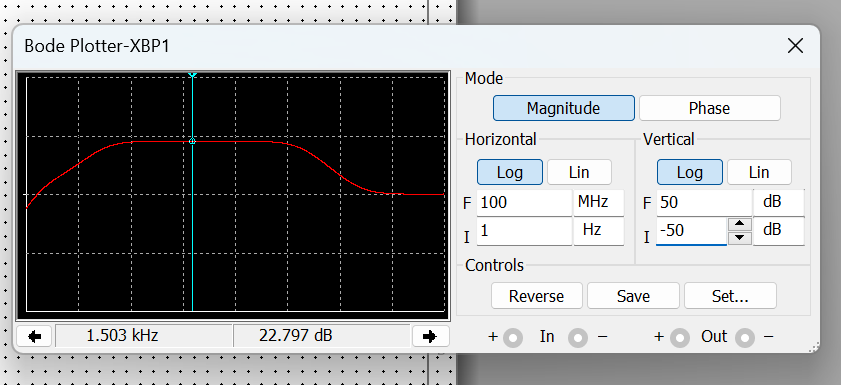 Bode Plotter-XBP1
Mode
Magnitude Phase
Horizontal Vertical
Log Lin Log Lin
F 100 MHz F 50 dB
I 1 Hz I -50 dB
Controls
Reverse Save Set...
1.503 kHz 22.797 dB + In − + Out −